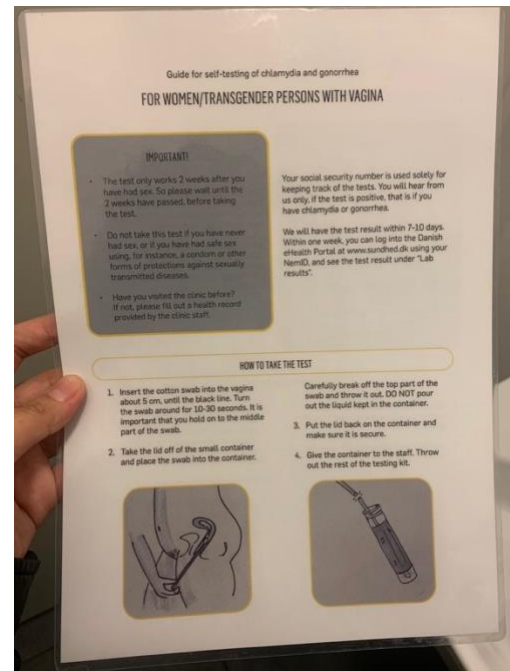 Guide for self-testing of chlamydia and gonorrhea
FOR WOMEN/TRANSGENDER PERSONS WITH VAGINA
IMPORTANT!
• The test only works 2 weeks after you
have had sex. So please wait until the
2 weeks have passed, before taking
the test.
• Do not take this test if you have never
had sex, or if you have had safe sex
using, for instance, a condom or other
forms of protections against sexually
transmitted diseases.
• Have you visited the clinic before?
If not, please fill out a health record
provided by the clinic staff.
Your social security number is used solely for
keeping track of the tests. You will hear from
us only, if the test is positive, that is if you
have chlamydia or gonorrhea.
We will have the test result within 7-10 days.
Within one week, you can log into the Danish
eHealth Portal at www.sundhed.dk using your
NemID, and see the test result under "Lab
results".
HOW TO TAKE THE TEST
1. Insert the cotton swab into the vagina
about 5 cm, until the black line. Turn
the swab around for 10-30 seconds. It is
important that you hold on to the middle
part of the swab.
2. Take the lid off of the small container
and place the swab into the container.
Carefully break off the top part of the
swab and throw it out. DO NOT pour
out the liquid kept in the container.
3. Put the lid back on the container and
make sure it is secure.
4. Give the container to the staff. Throw
out the rest of the testing kit.